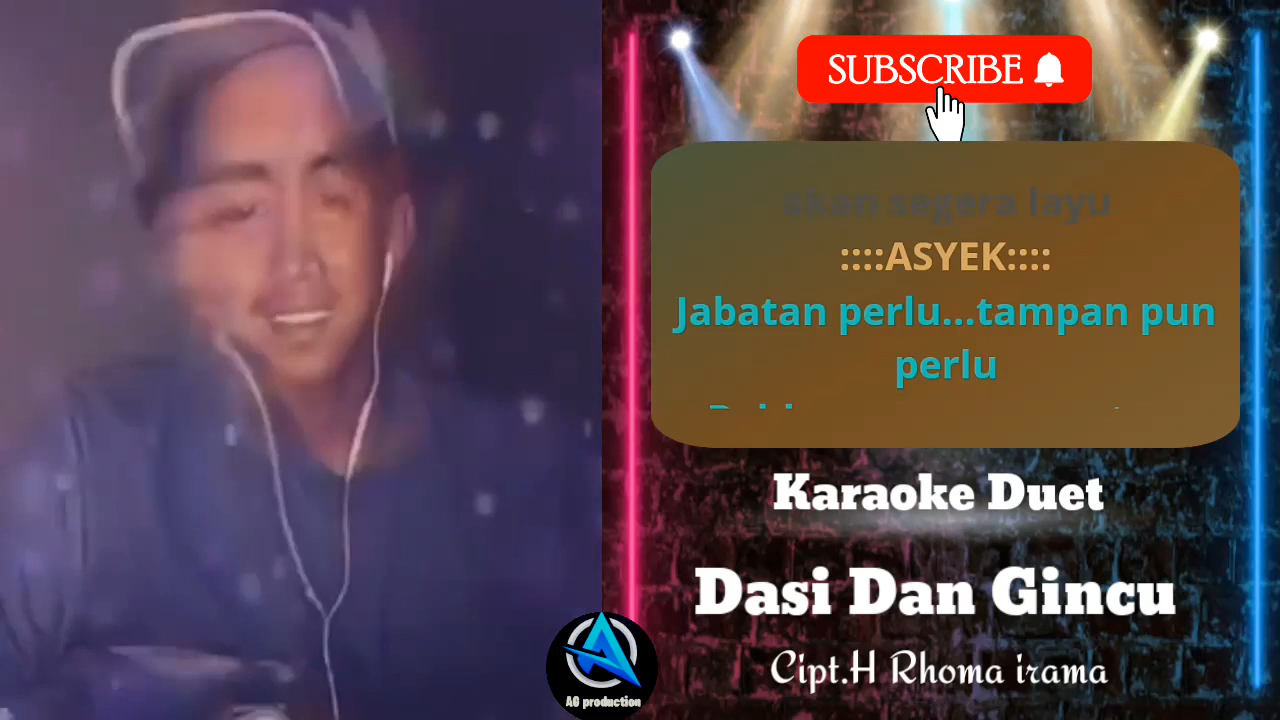 SUBSCRIBE
akan segera layu
::::ASYEK::::
Jabatan perlu...tampan pun
perlu
Karaoke Duet
Dasi Dan Gincu
Cipt.H Rhoma irama
AG production